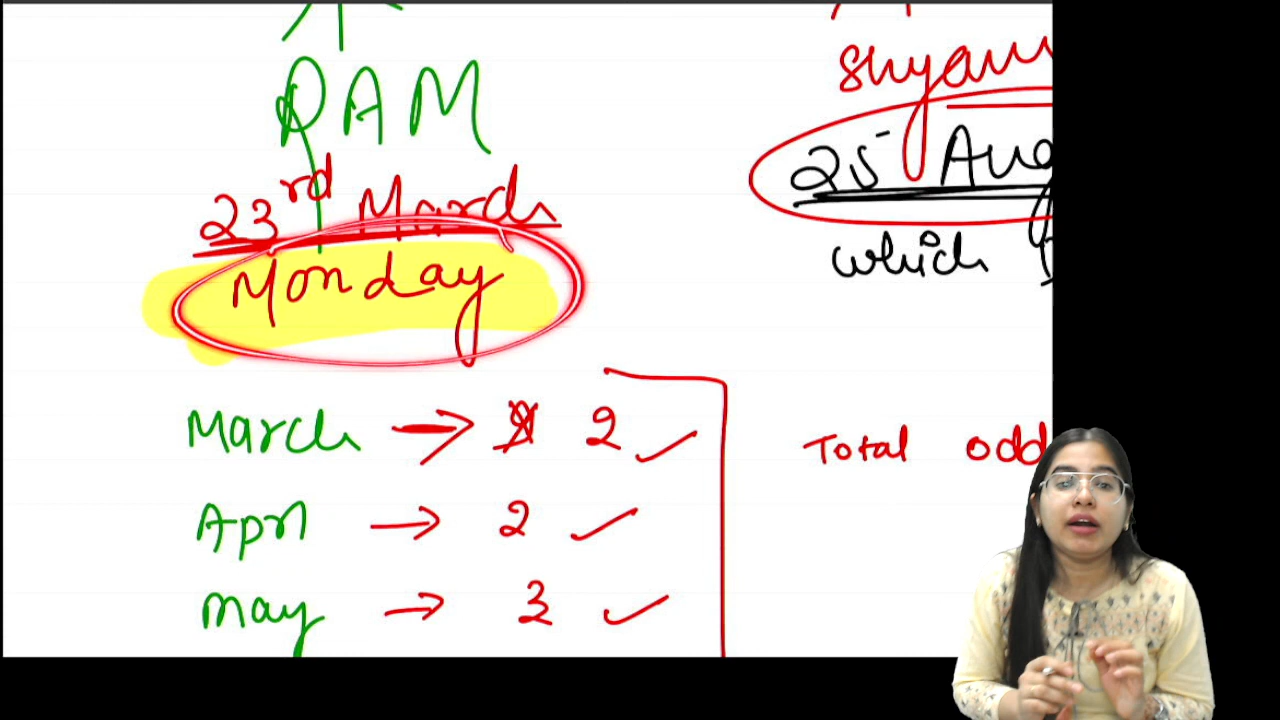 RAM
23rd March
Monday
March → 2
April → 2
May → 3
shyam
25 Aug
which
Total odd